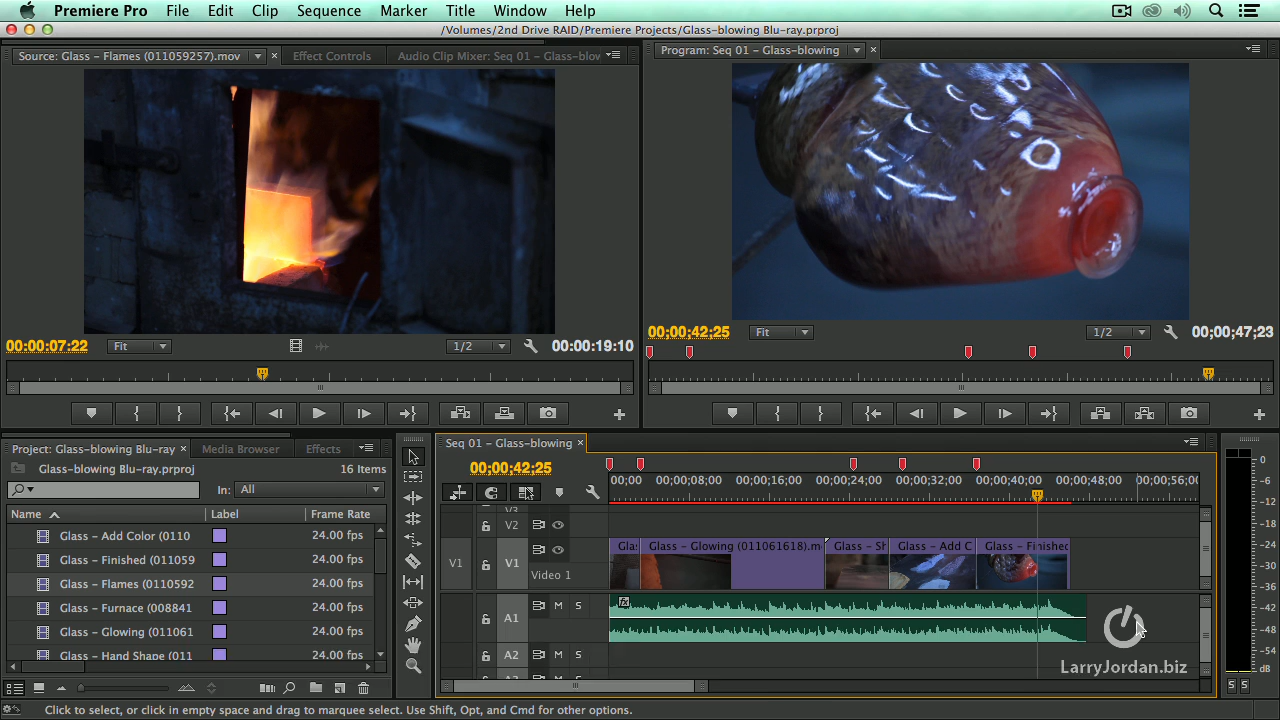 Premiere Pro File Edit Clip Sequence Marker Title Window Help
/Volumes/2nd Drive RAID/Premiere Projects/Glass-blowing Blu-ray.prproj
Source: Glass – Flames (011059257).mov Effect Controls Audio Clip Mixer: Seq 01 – Glass-blow
Program: Seq 01 – Glass-blowing
00:00:07:22 Fit 1/2 00:00:19:10
00;00;42;25 Fit 1/2 00;00;47;23
Project: Glass-blowing Blu-ray Media Browser Effects
Glass-blowing Blu-ray.prproj 16 Items
In: All
Name Label Frame Rate
Glass – Add Color (0110 24.00 fps
Glass – Finished (011059 24.00 fps
Glass – Flames (0110592 24.00 fps
Glass – Furnace (008841 24.00 fps
Glass – Glowing (011061 24.00 fps
Glass – Hand Shape (011 24.00 fps
Seq 01 – Glass-blowing
00;00;42;25
00;00 00;00;08;00 00;00;16;00 00;00;24;00 00;00;32;00 00;00;40;00 00;00;48;00 00;00;56;00
V3
V2
V1 V1 Video 1
Glas Glass – Glowing (011061618).m Glass – Sh Glass – Add C Glass – Finished
A1 M S
fx
A2 M S
LarryJordan.biz
0
-6
-12
-18
-24
-30
-36
-42
-48
-54
dB
S S
Click to select, or click in empty space and drag to marquee select. Use Shift, Opt, and Cmd for other options.